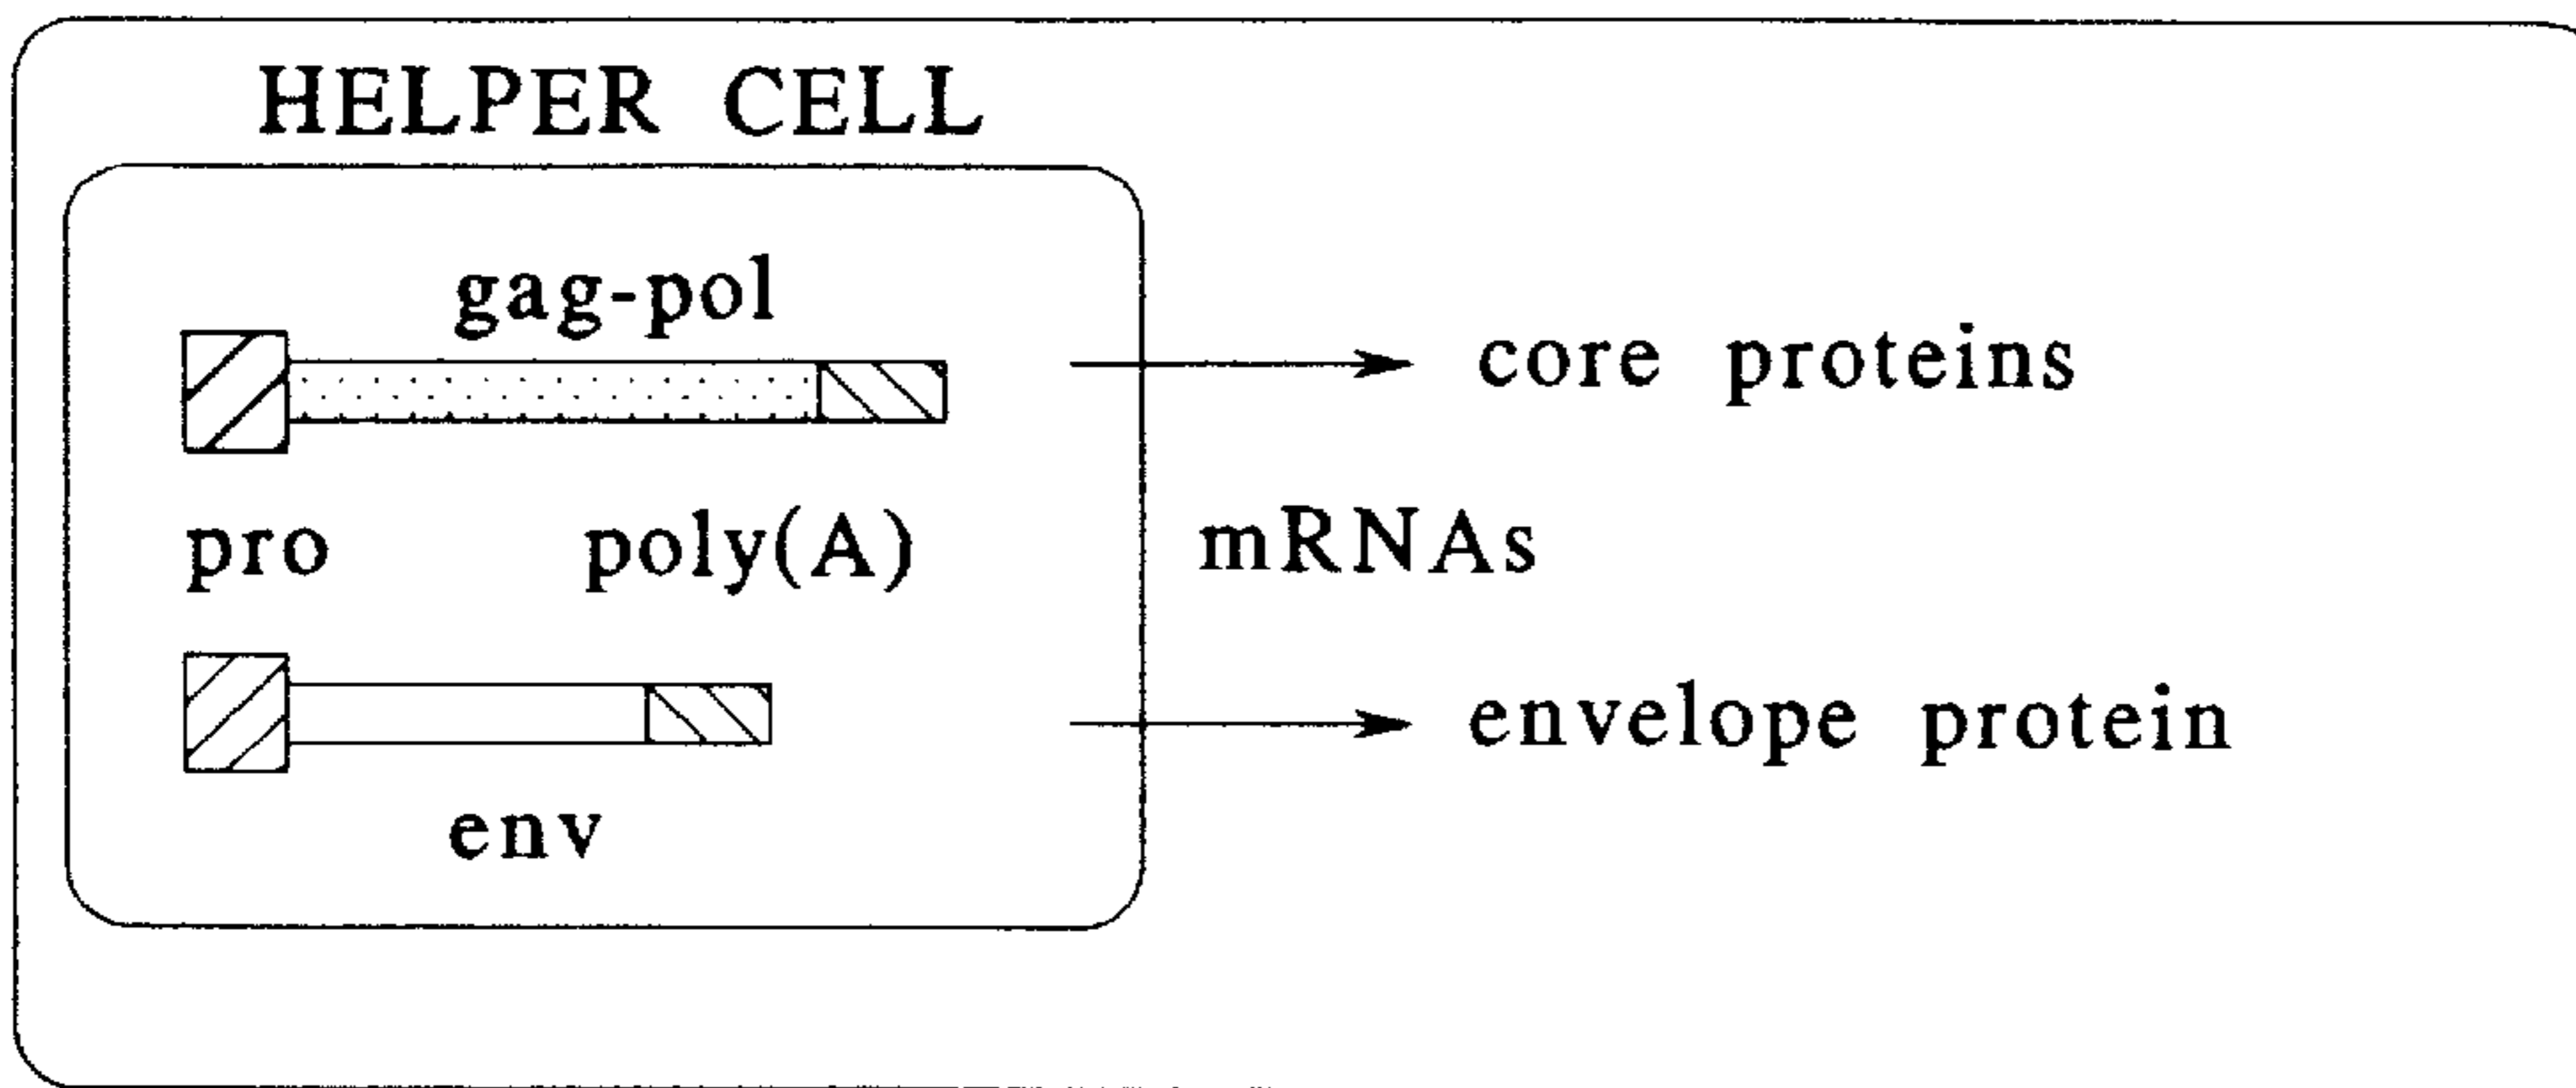 HELPER CELL
gag-pol
core proteins
pro poly(A) mRNAs
envelope protein
env